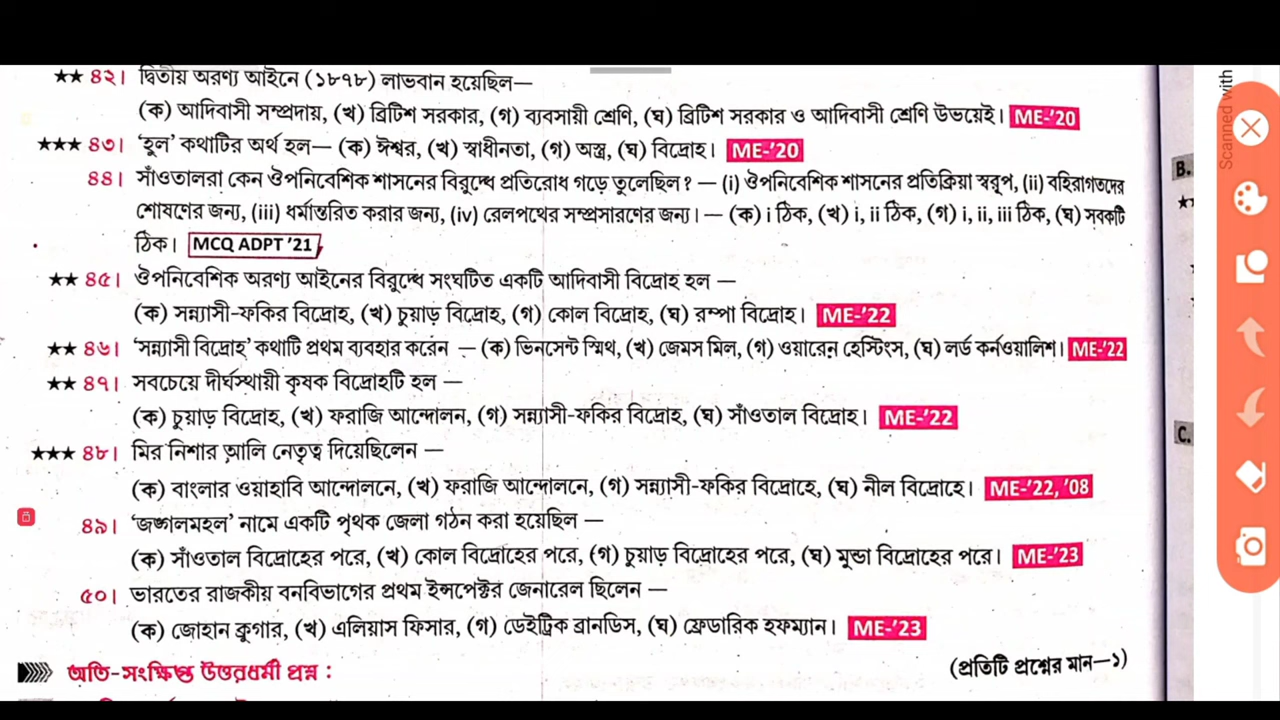 ★★ ৪২। দ্বিতীয় অরণ্য আইনে (১৮৭৮) লাভবান হয়েছিল—
(ক) আদিবাসী সম্প্রদায়, (খ) ব্রিটিশ সরকার, (গ) ব্যবসায়ী শ্রেণি, (ঘ) ব্রিটিশ সরকার ও আদিবাসী শ্রেণি উভয়েই। ME-'20
★★★ ৪৩। 'হুল' কথাটির অর্থ হল— (ক) ঈশ্বর, (খ) স্বাধীনতা, (গ) অস্ত্র, (ঘ) বিদ্রোহ। ME-'20
৪৪। সাঁওতালরা কেন ঔপনিবেশিক শাসনের বিরুদ্ধে প্রতিরোধ গড়ে তুলেছিল? — (i) ঔপনিবেশিক শাসনের প্রতিক্রিয়া স্বরূপ, (ii) বহিরাগতদের
শোষণের জন্য, (iii) ধর্মান্তরিত করার জন্য, (iv) রেলপথের সম্প্রসারণের জন্য। — (ক) i ঠিক, (খ) i, ii ঠিক, (গ) i, ii, iii ঠিক, (ঘ) সবকটি
ঠিক। MCQ ADPT '21
★★ ৪৫। ঔপনিবেশিক অরণ্য আইনের বিরুদ্ধে সংঘটিত একটি আদিবাসী বিদ্রোহ হল —
(ক) সন্ন্যাসী-ফকির বিদ্রোহ, (খ) চুয়াড় বিদ্রোহ, (গ) কোল বিদ্রোহ, (ঘ) রম্পা বিদ্রোহ। ME-'22
★★ ৪৬। 'সন্ন্যাসী বিদ্রোহ' কথাটি প্রথম ব্যবহার করেন — (ক) ভিনসেন্ট স্মিথ, (খ) জেমস মিল, (গ) ওয়ারেন হেস্টিংস, (ঘ) লর্ড কর্নওয়ালিশ। ME-'22
★★ ৪৭। সবচেয়ে দীর্ঘস্থায়ী কৃষক বিদ্রোহটি হল —
(ক) চুয়াড় বিদ্রোহ, (খ) ফরাজি আন্দোলন, (গ) সন্ন্যাসী-ফকির বিদ্রোহ, (ঘ) সাঁওতাল বিদ্রোহ। ME-'22
★★★ ৪৮। মির নিশার আলি নেতৃত্ব দিয়েছিলেন —
(ক) বাংলার ওয়াহাবি আন্দোলনে, (খ) ফরাজি আন্দোলনে, (গ) সন্ন্যাসী-ফকির বিদ্রোহে, (ঘ) নীল বিদ্রোহে। ME-'22, '08
৪৯। 'জঙ্গলমহল' নামে একটি পৃথক জেলা গঠন করা হয়েছিল —
(ক) সাঁওতাল বিদ্রোহের পরে, (খ) কোল বিদ্রোহের পরে, (গ) চুয়াড় বিদ্রোহের পরে, (ঘ) মুন্ডা বিদ্রোহের পরে। ME-'23
৫০। ভারতের রাজকীয় বনবিভাগের প্রথম ইন্সপেক্টর জেনারেল ছিলেন —
(ক) জোহান ক্রুগার, (খ) এলিয়াস ফিসার, (গ) ডেইট্রিক ব্রানডিস, (ঘ) ফ্রেডারিক হফম্যান। ME-'23
অতি-সংক্ষিপ্ত উত্তরধর্মী প্রশ্ন : (প্রতিটি প্রশ্নের মান—১)
B.
C.
Scanned with